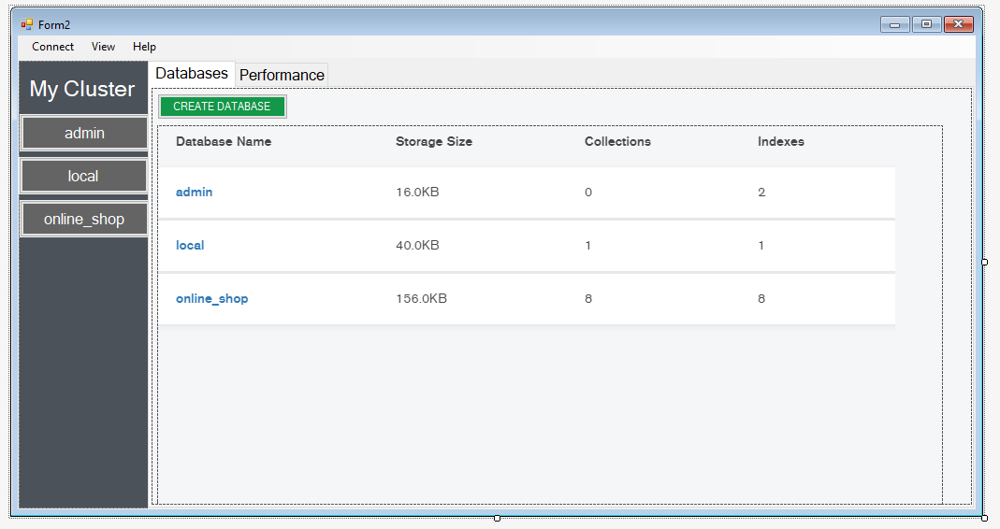 Form2
Connect View Help
My Cluster
admin
local
online_shop
Databases Performance
CREATE DATABASE
Database Name Storage Size Collections Indexes
admin 16.0KB 0 2
local 40.0KB 1 1
online_shop 156.0KB 8 8